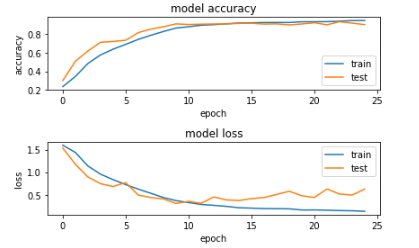 model accuracy
0.8
0.6
0.4
0.2
accuracy
train
test
0 5 10 15 20 25
epoch
model loss
1.5
1.0
0.5
loss
train
test
0 5 10 15 20 25
epoch